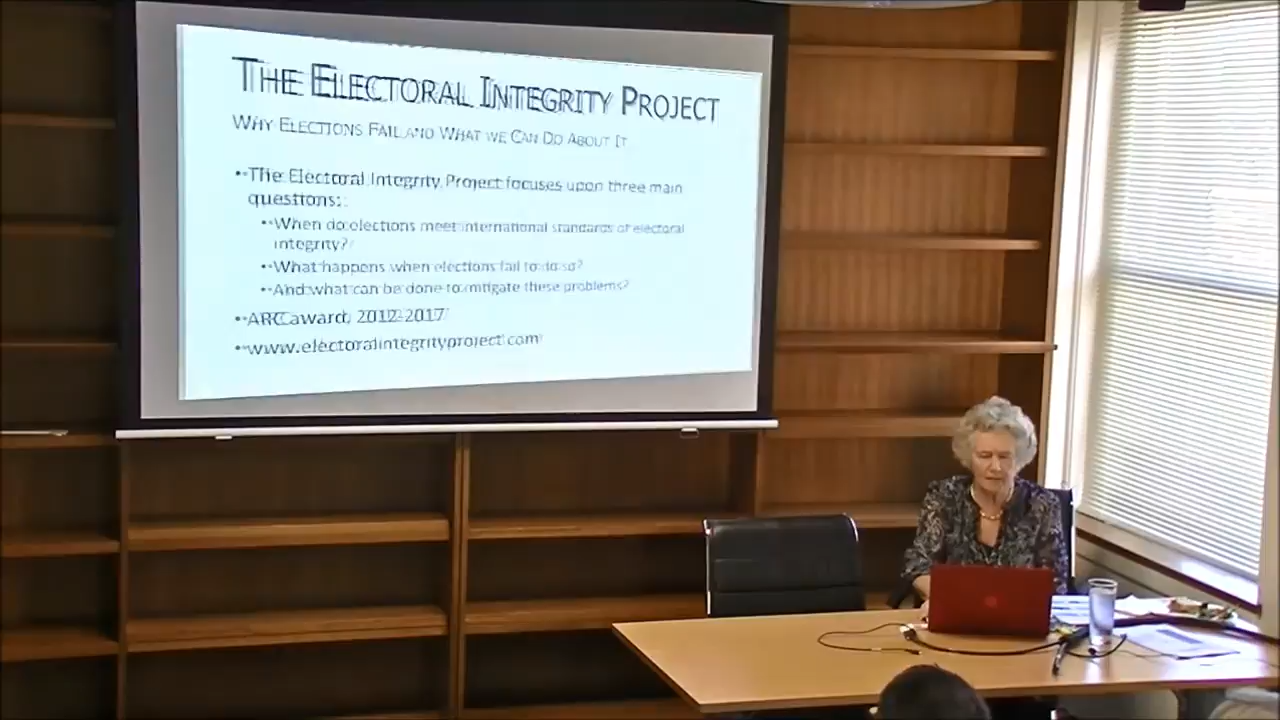 THE ELECTORAL INTEGRITY PROJECT
WHY ELECTIONS FAIL AND WHAT WE CAN DO ABOUT IT
•The Electoral Integrity Project focuses upon three main
questions:
•When do elections meet international standards of electoral
integrity?
•What happens when elections fail to do so?
•And what can be done to mitigate these problems?
•ARC award, 2012-2017
•www.electoralintegrityproject.com